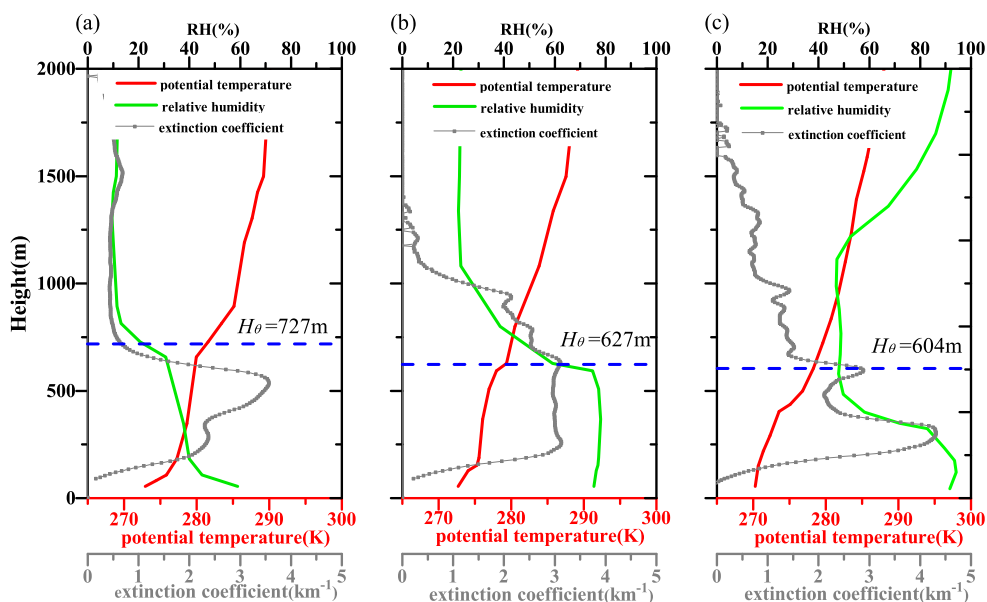 (a) (b) (c)
RH(%) RH(%) RH(%)
0 20 40 60 80 100 0 20 40 60 80 100 0 20 40 60 80 100
2000
potential temperature potential temperature potential temperature
relative humidity relative humidity relative humidity
extinction coefficient extinction coefficient extinction coefficient
1500
Height(m)
1000
Hθ=727m Hθ=627m Hθ=604m
500
0
270 280 290 300 270 280 290 300 270 280 290 300
potential temperature(K) potential temperature(K) potential temperature(K)
0 1 2 3 4 5 0 1 2 3 4 5 0 1 2 3 4 5
extinction coefficient(km⁻¹) extinction coefficient(km⁻¹) extinction coefficient(km⁻¹)